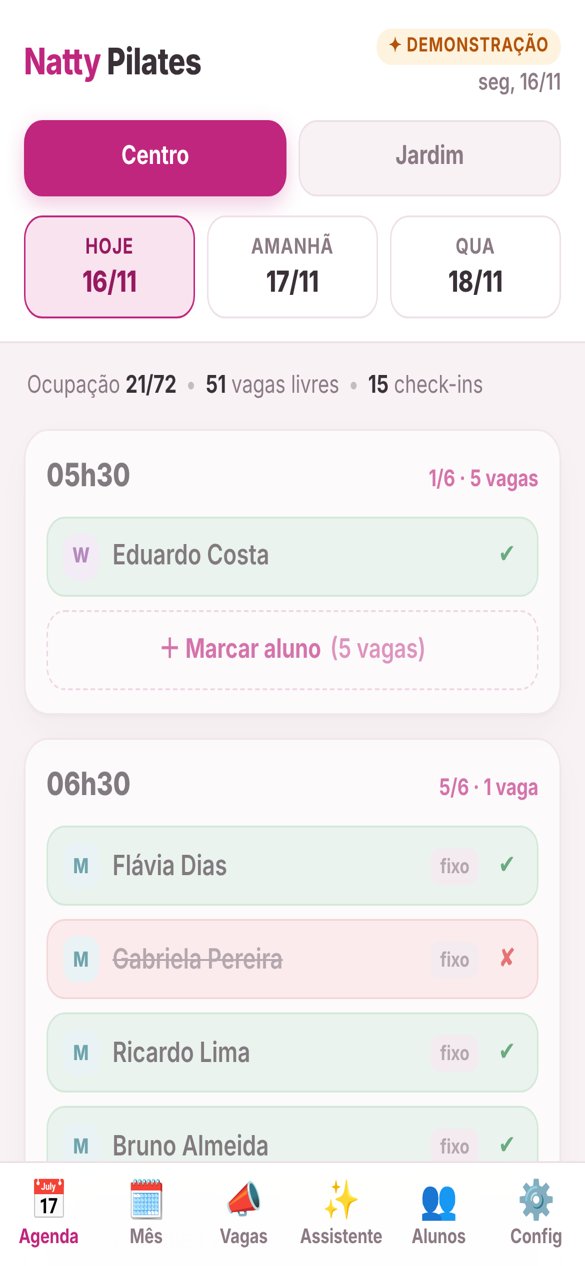 Natty Pilates
✦ DEMONSTRAÇÃO
seg, 16/11
Centro
Jardim
HOJE
16/11
AMANHÃ
17/11
QUA
18/11
Ocupação 21/72 • 51 vagas livres • 15 check-ins
05h30
1/6 · 5 vagas
W Eduardo Costa ✓
+ Marcar aluno (5 vagas)
06h30
5/6 · 1 vaga
M Flávia Dias fixo ✓
M Gabriela Pereira fixo ✘
M Ricardo Lima fixo ✓
M Bruno Almeida fixo ✓
July
17
Agenda
Mês
Vagas
Assistente
Alunos
Config